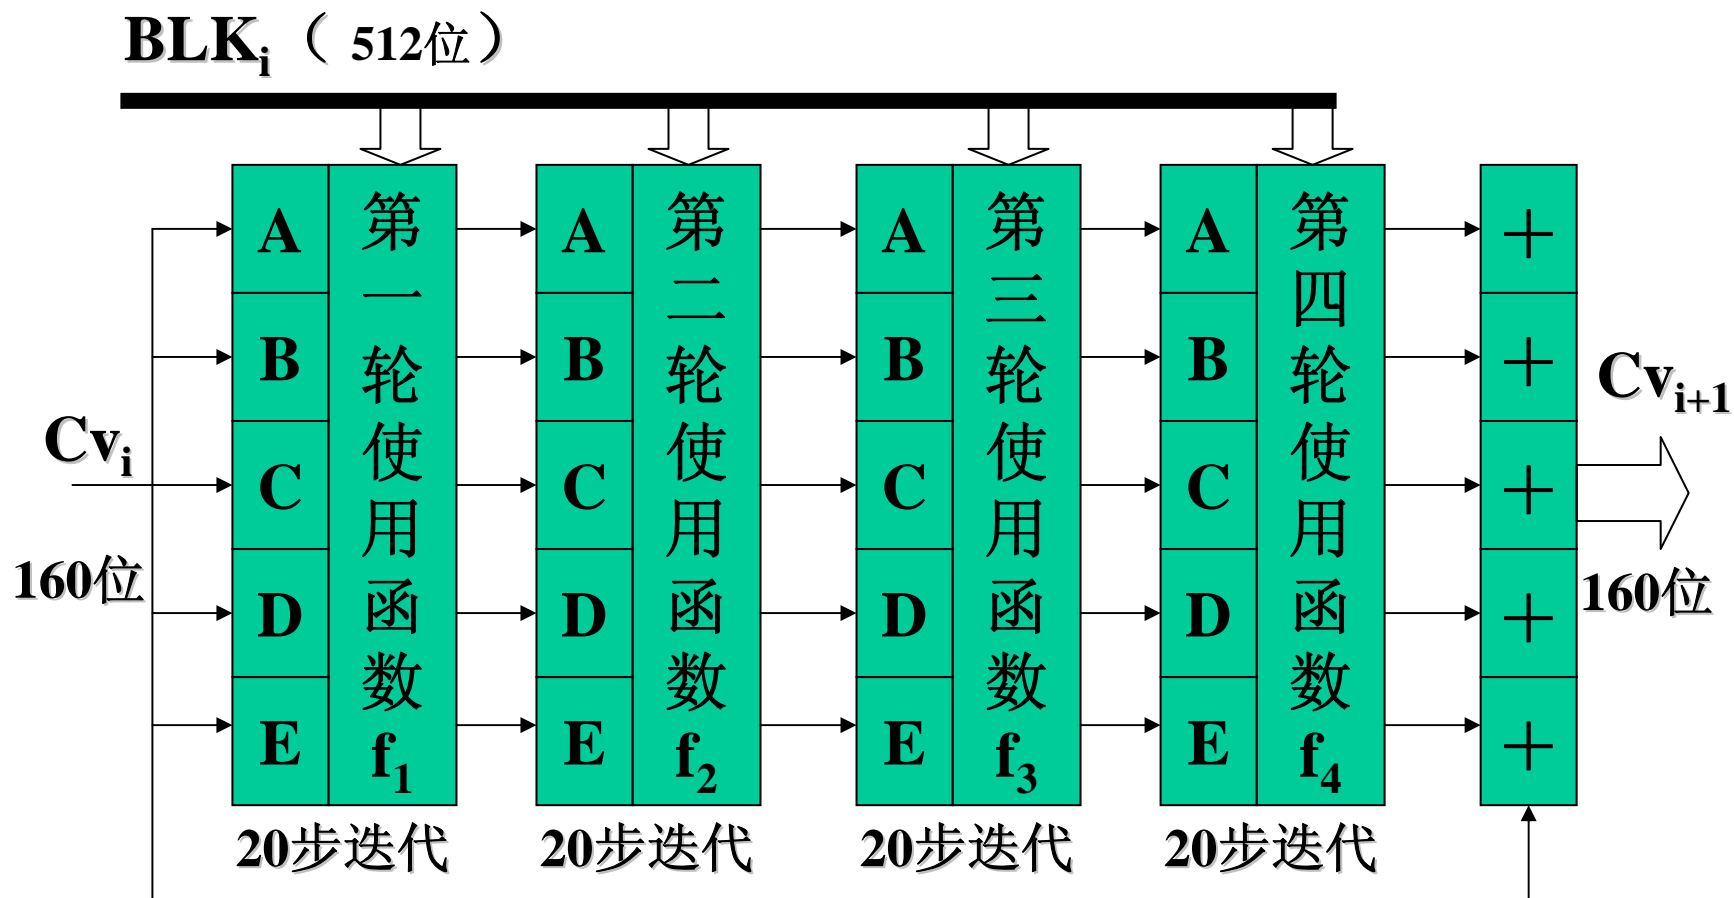 BLKi（ 512位）
A
B
C
D
E
第一轮使用函数f1
A
B
C
D
E
第二轮使用函数f2
A
B
C
D
E
第三轮使用函数f3
A
B
C
D
E
第四轮使用函数f4
+
+
+
+
+
Cvi
160位
Cvi+1
160位
20步迭代
20步迭代
20步迭代
20步迭代